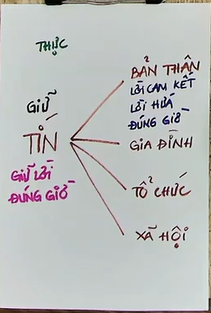 THỰC
GIỮ
TÍN
GIỮ LỜI
ĐÚNG GIỜ
BẢN THÂN
LỜI CAM KẾT
LỜI HỨA
ĐÚNG GIỜ
GIA ĐÌNH
TỔ CHỨC
XÃ HỘI